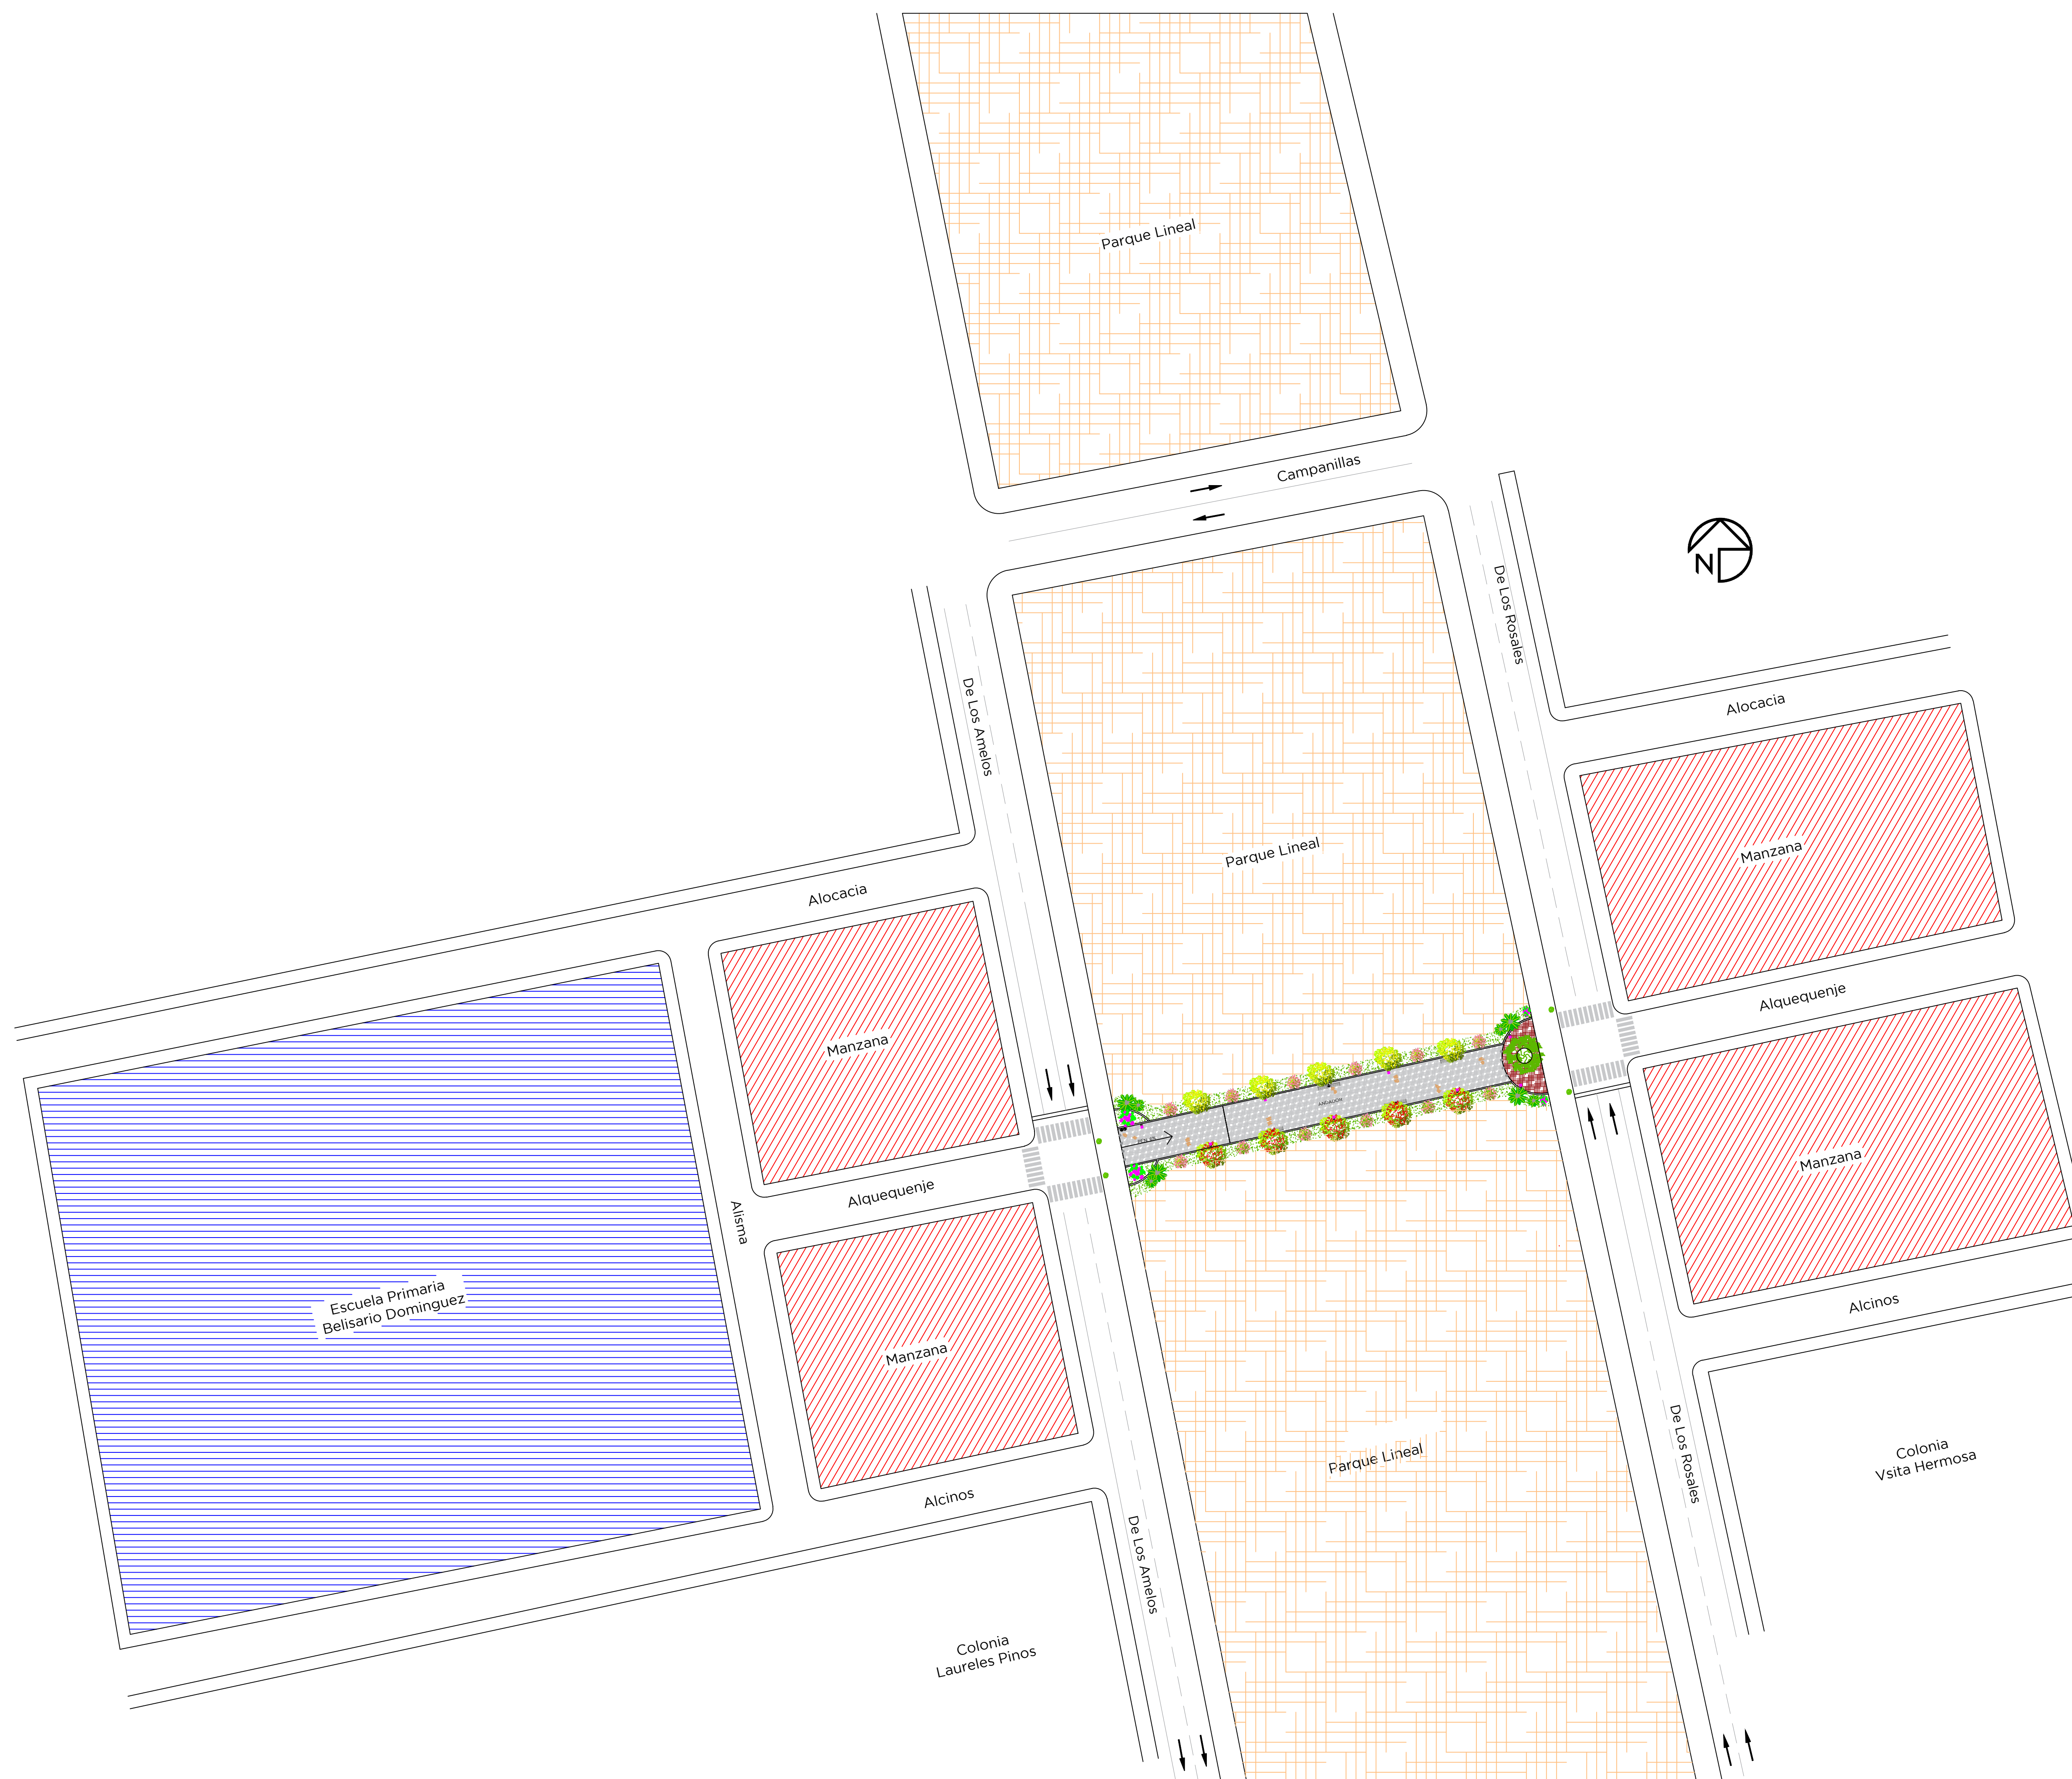 Parque Lineal
Campanillas
N
De Los Rosales
De Los Amelos
Alocacia
Manzana
Parque Lineal
Alocacia
Manzana
Alquequenje
ANDADOR
Manzana
Alquequenje
Alisma
Manzana
Escuela Primaria
Belisario Dominguez
Manzana
Alcinos
Parque Lineal
De Los Rosales
Colonia
Vsita Hermosa
Alcinos
De Los Amelos
Colonia
Laureles Pinos